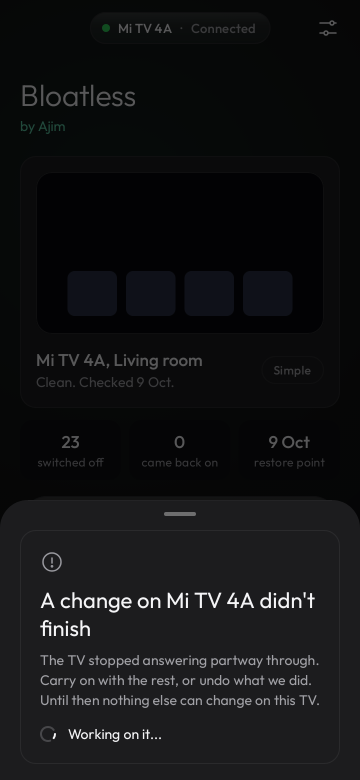 Mi TV 4A · Connected
Bloatless
by Ajim
Mi TV 4A, Living room
Clean. Checked 9 Oct.
Simple
23
switched off
0
came back on
9 Oct
restore point
A change on Mi TV 4A didn't
finish
The TV stopped answering partway through.
Carry on with the rest, or undo what we did.
Until then nothing else can change on this TV.
Working on it...